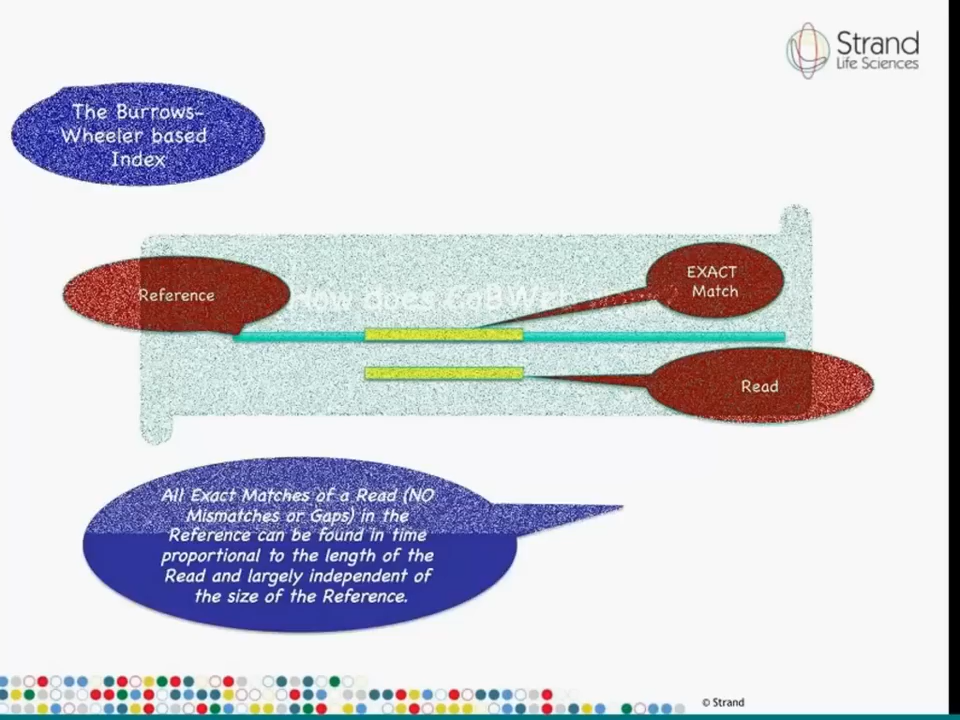 Strand
Life Sciences
The Burrows-
Wheeler based
Index
EXACT
Match
Reference
How does
Read
All Exact Matches of a Read (NO
Mismatches or Gaps) in the
Reference can be found in time
proportional to the length of the
Read and largely independent of
the size of the Reference.
© Strand